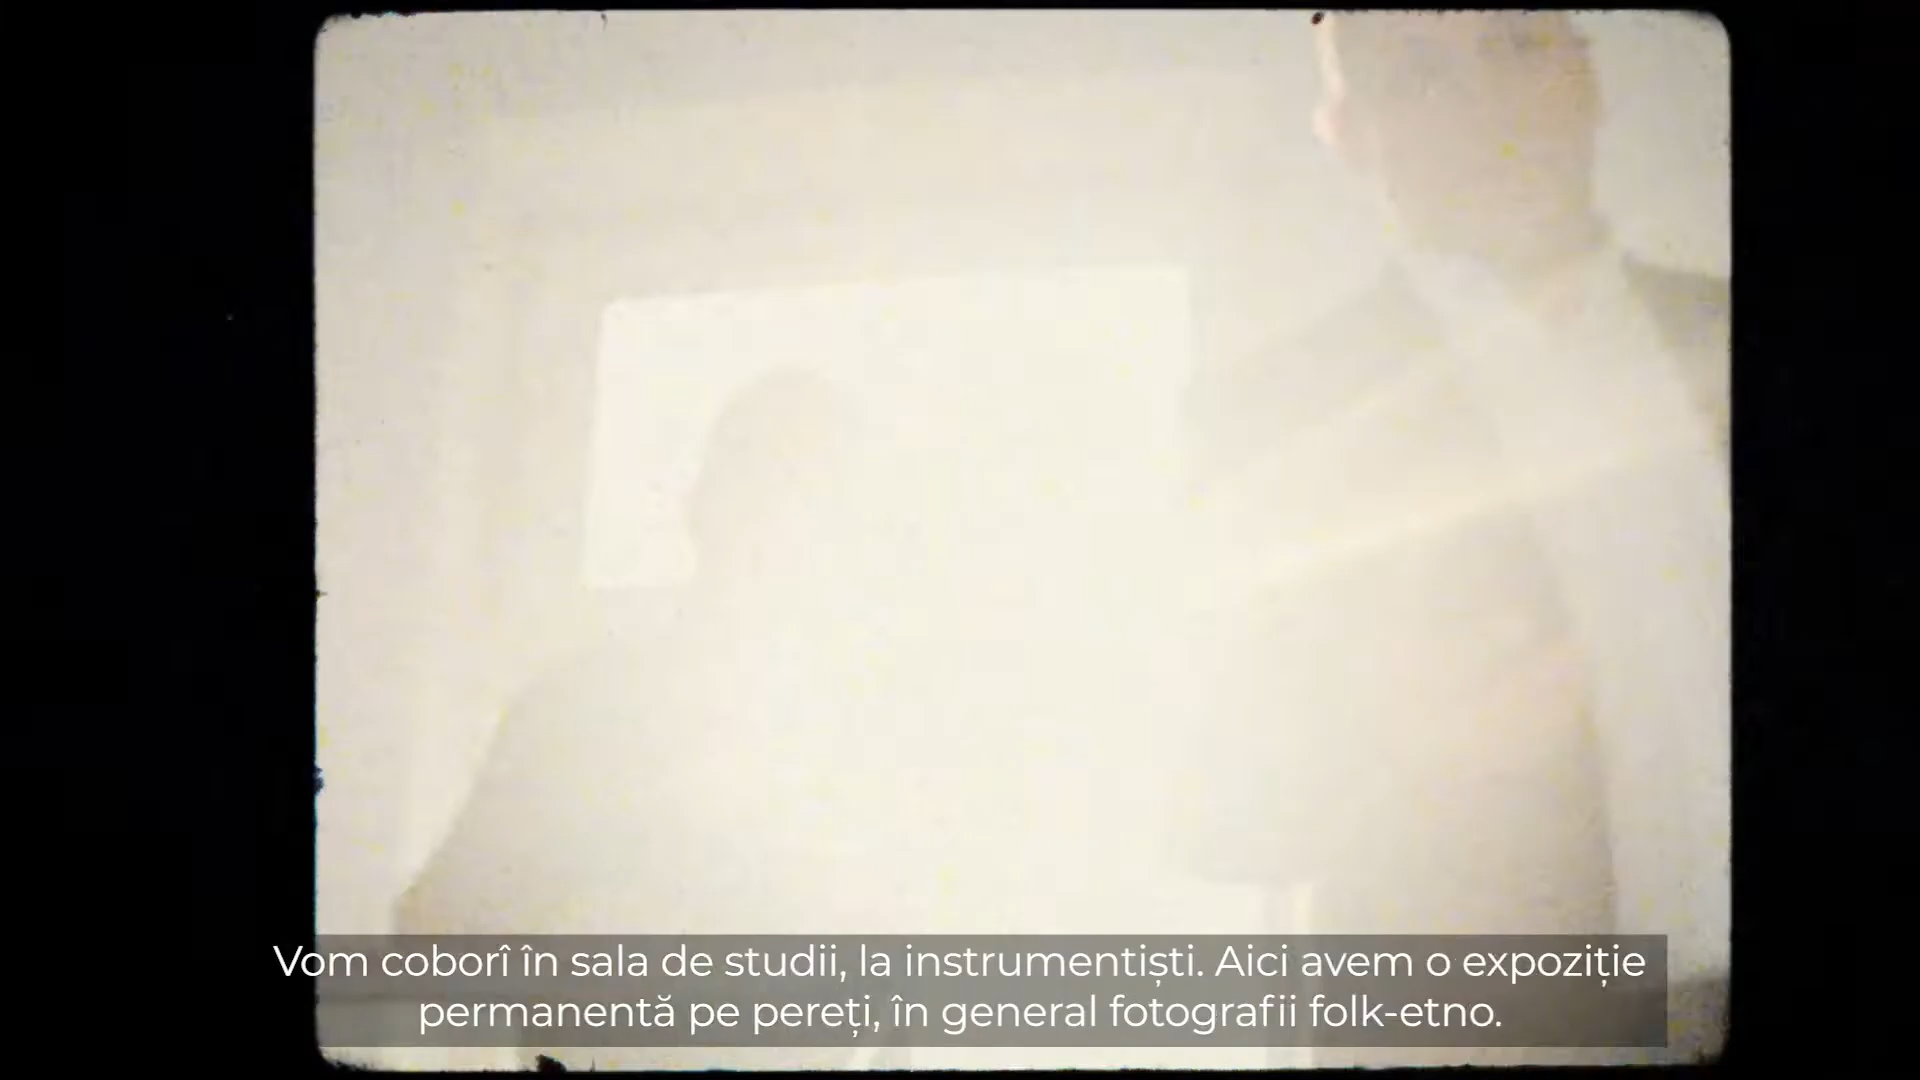 Vom coborî în sala de studii, la instrumentiști. Aici avem o expoziție
permanentă pe pereți, în general fotografii folk-etno.